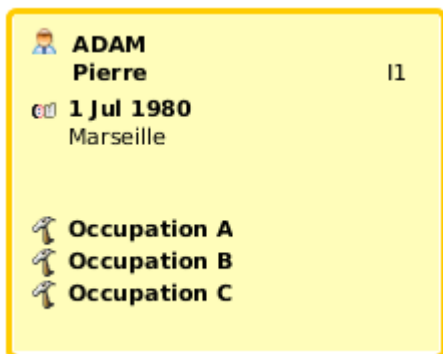 ADAM
Pierre I1
1 Jul 1980
Marseille
Occupation A
Occupation B
Occupation C